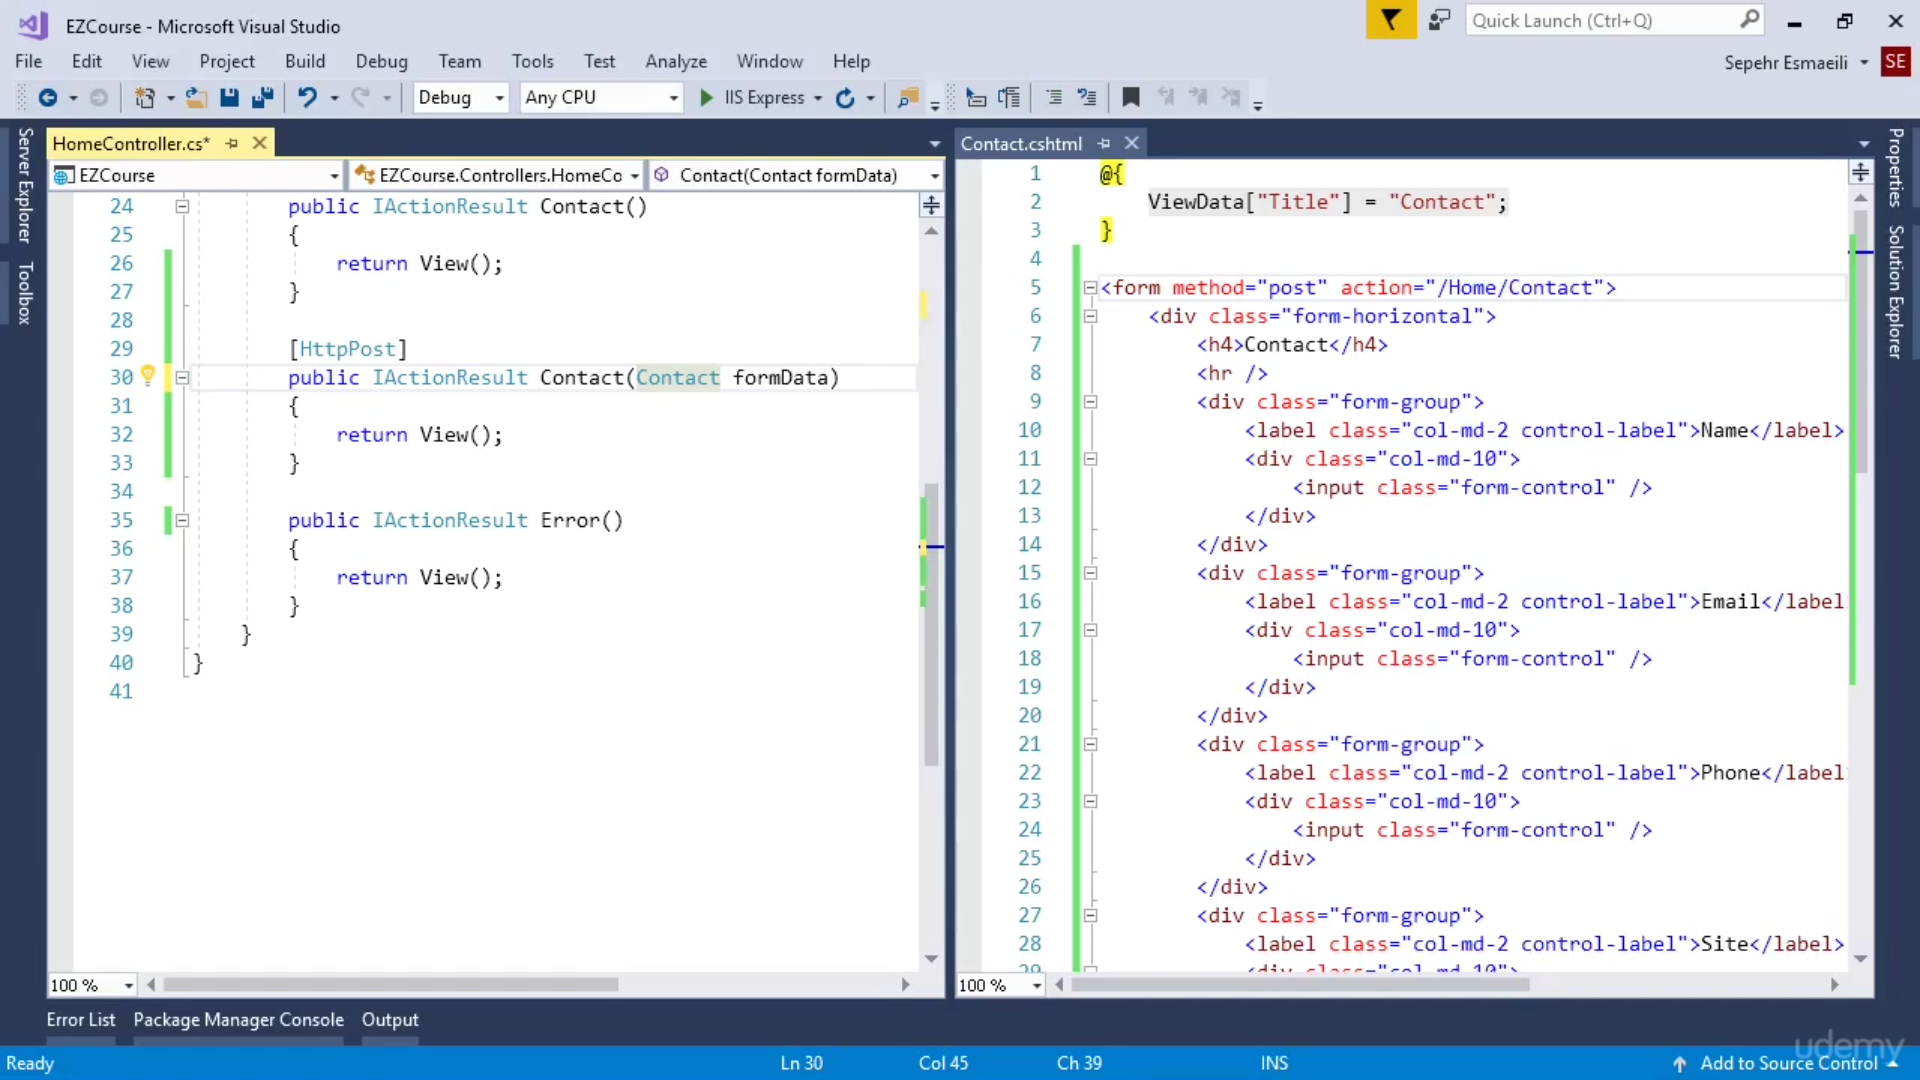 EZCourse - Microsoft Visual Studio
Quick Launch (Ctrl+Q)
File Edit View Project Build Debug Team Tools Test Analyze Window Help
Sepehr Esmaeili SE
Debug Any CPU IIS Express
Server Explorer
Toolbox
HomeController.cs*
EZCourse EZCourse.Controllers.HomeCo Contact(Contact formData)
24 public IActionResult Contact()
25 {
26 return View();
27 }
28
29 [HttpPost]
30 public IActionResult Contact(Contact formData)
31 {
32 return View();
33 }
34
35 public IActionResult Error()
36 {
37 return View();
38 }
39 }
40 }
41
100 %
Contact.cshtml
1 @{
2 ViewData["Title"] = "Contact";
3 }
4
5 <form method="post" action="/Home/Contact">
6 <div class="form-horizontal">
7 <h4>Contact</h4>
8 <hr />
9 <div class="form-group">
10 <label class="col-md-2 control-label">Name</label>
11 <div class="col-md-10">
12 <input class="form-control" />
13 </div>
14 </div>
15 <div class="form-group">
16 <label class="col-md-2 control-label">Email</label
17 <div class="col-md-10">
18 <input class="form-control" />
19 </div>
20 </div>
21 <div class="form-group">
22 <label class="col-md-2 control-label">Phone</label
23 <div class="col-md-10">
24 <input class="form-control" />
25 </div>
26 </div>
27 <div class="form-group">
28 <label class="col-md-2 control-label">Site</label>
29 <div class="col-md-10">
100 %
Properties
Solution Explorer
Error List Package Manager Console Output
Ready Ln 30 Col 45 Ch 39 INS Add to Source Control
udemy